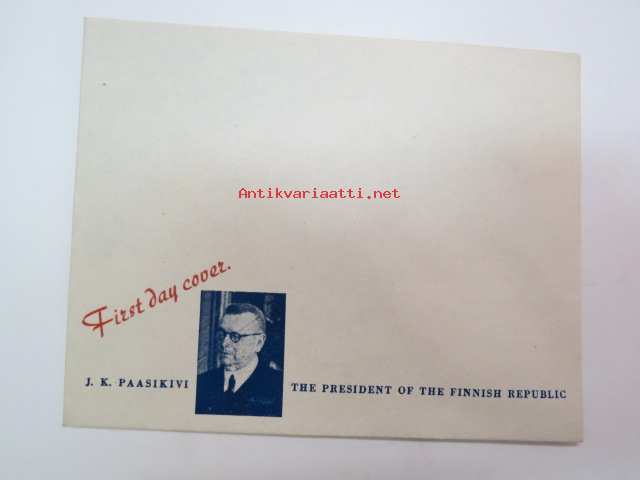 Antikvariaatti.net
First day cover.
J. K. PAASIKIVI THE PRESIDENT OF THE FINNISH REPUBLIC